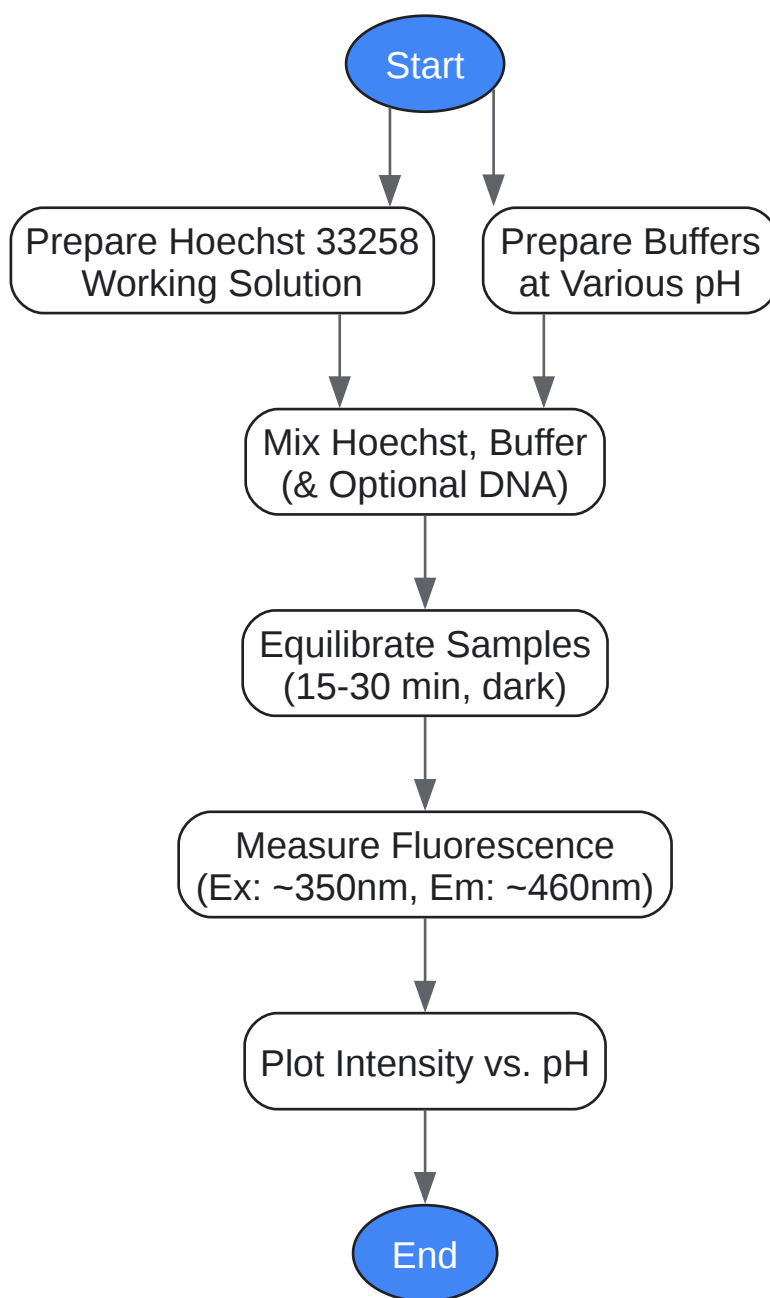 Start
Prepare Hoechst 33258
Working Solution
Prepare Buffers
at Various pH
Mix Hoechst, Buffer
(& Optional DNA)
Equilibrate Samples
(15-30 min, dark)
Measure Fluorescence
(Ex: ~350nm, Em: ~460nm)
Plot Intensity vs. pH
End